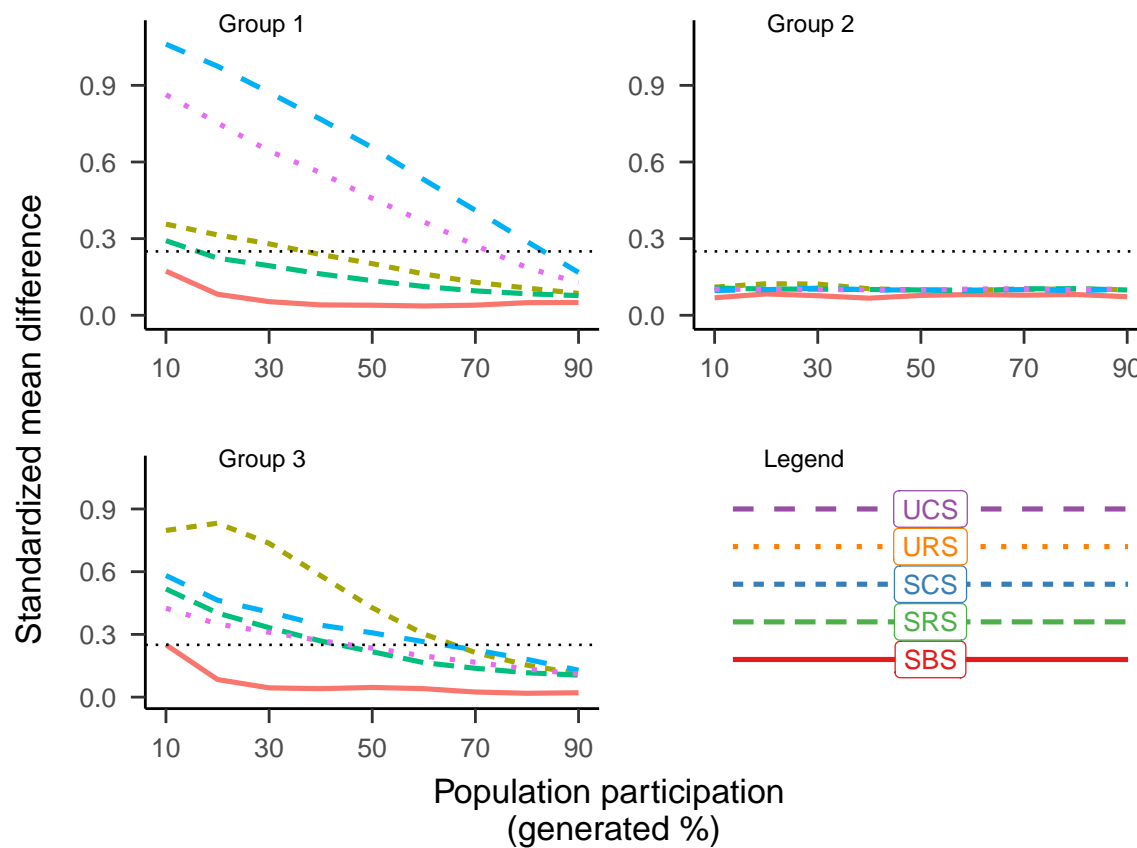 Group 1
Group 2
Standardized mean difference
0.9
0.6
0.3
0.0
10 30 50 70 90
0.9
0.6
0.3
0.0
10 30 50 70 90
Group 3
0.9
0.6
0.3
0.0
10 30 50 70 90
Legend
UCS
URS
SCS
SRS
SBS
Population participation
(generated %)